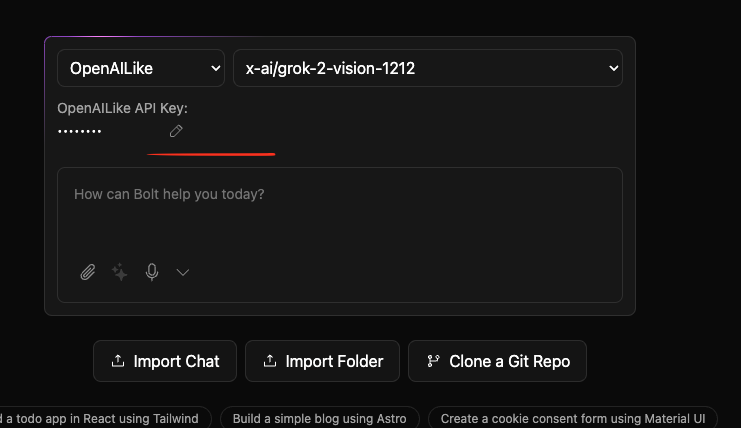 OpenAILike
x-ai/grok-2-vision-1212
OpenAILike API Key:
••••••••
How can Bolt help you today?
Import Chat
Import Folder
Clone a Git Repo
a todo app in React using Tailwind
Build a simple blog using Astro
Create a cookie consent form using Material UI